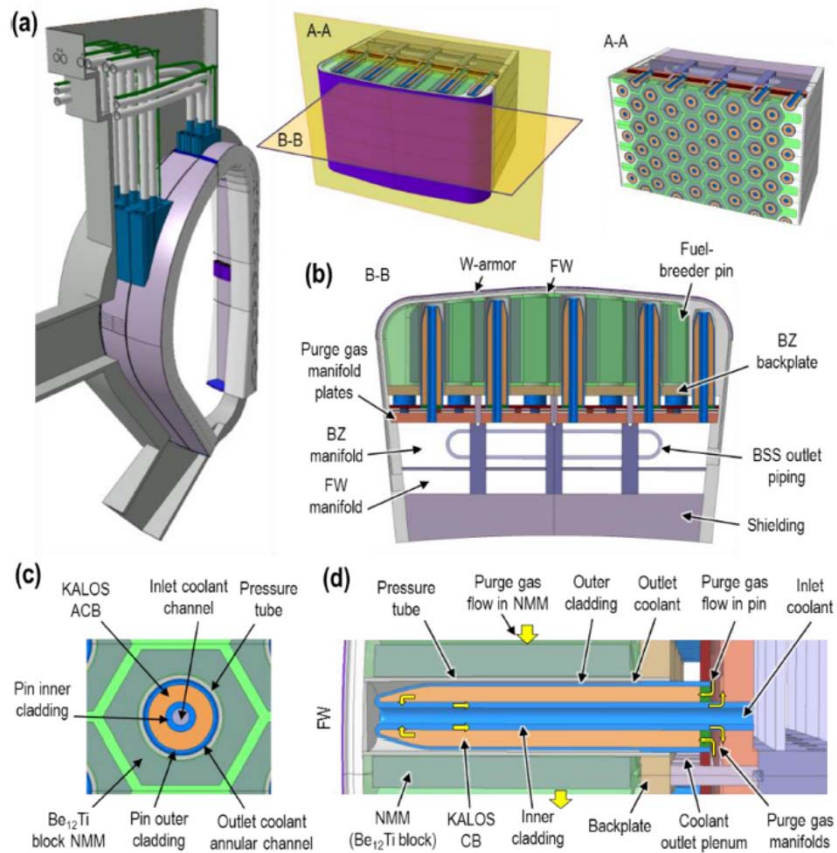 (a)
A-A
B-B
A-A
(b)
B-B
W-armor
FW
Fuel-
breeder pin
BZ
backplate
Purge gas
manifold
plates
BZ
manifold
FW
manifold
BSS outlet
piping
Shielding
(c)
KALOS
ACB
Inlet coolant
channel
Pressure
tube
Pin inner
cladding
Be12Ti
block NMM
Pin outer
cladding
Outlet coolant
annular channel
(d)
Pressure
tube
Purge gas
flow in NMM
Outer
cladding
Outlet
coolant
Purge gas
flow in pin
Inlet
coolant
FW
NMM
(Be12Ti block)
KALOS
CB
Inner
cladding
Backplate
Coolant
outlet plenum
Purge gas
manifolds